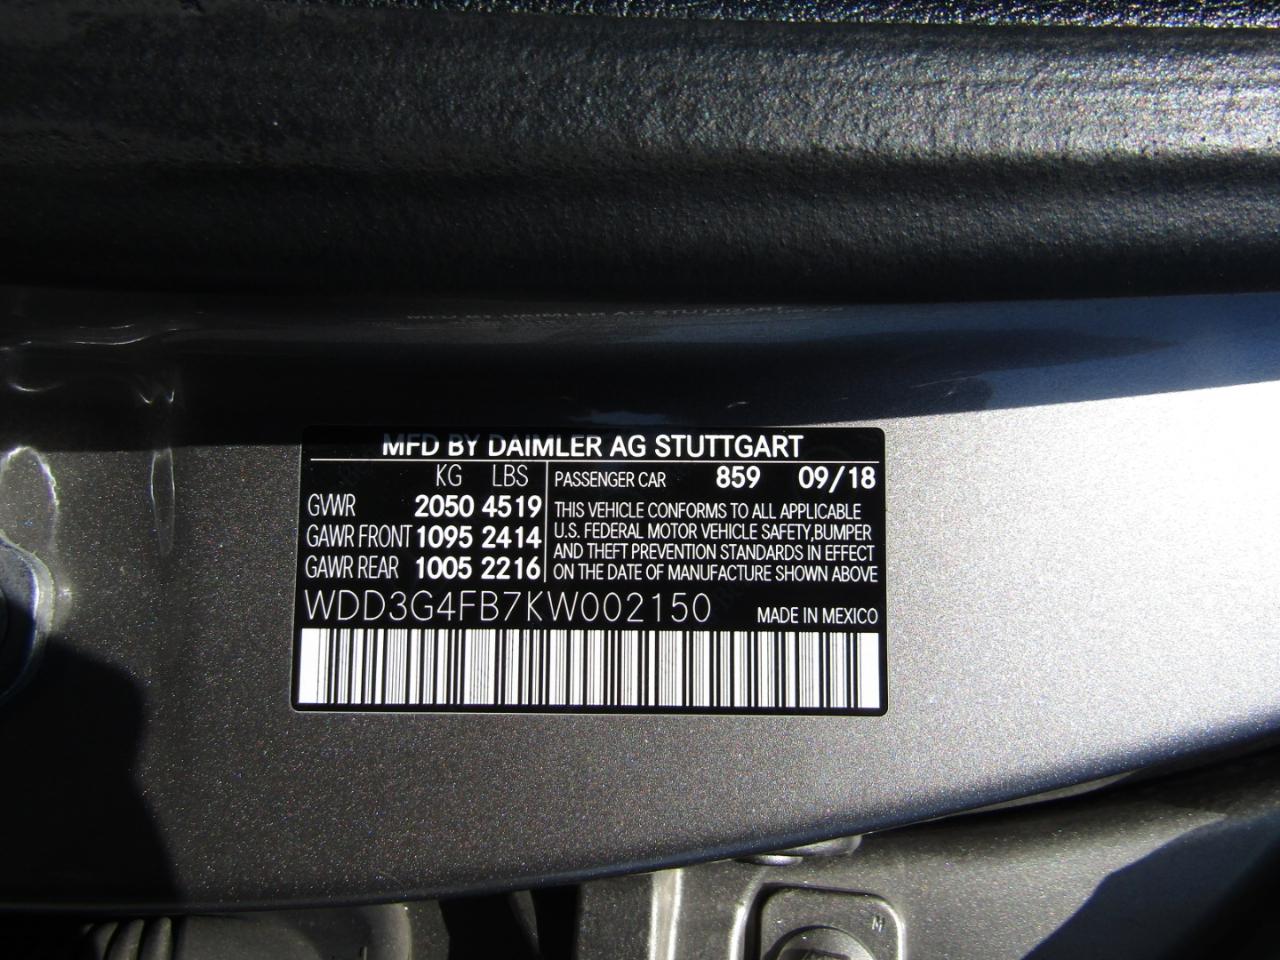 MFD BY DAIMLER AG STUTTGART
KG LBS
GVWR 2050 4519
GAWR FRONT 1095 2414
GAWR REAR 1005 2216
PASSENGER CAR 859 09/18
THIS VEHICLE CONFORMS TO ALL APPLICABLE
U.S. FEDERAL MOTOR VEHICLE SAFETY,BUMPER
AND THEFT PREVENTION STANDARDS IN EFFECT
ON THE DATE OF MANUFACTURE SHOWN ABOVE
WDD3G4FB7KW002150 MADE IN MEXICO
M